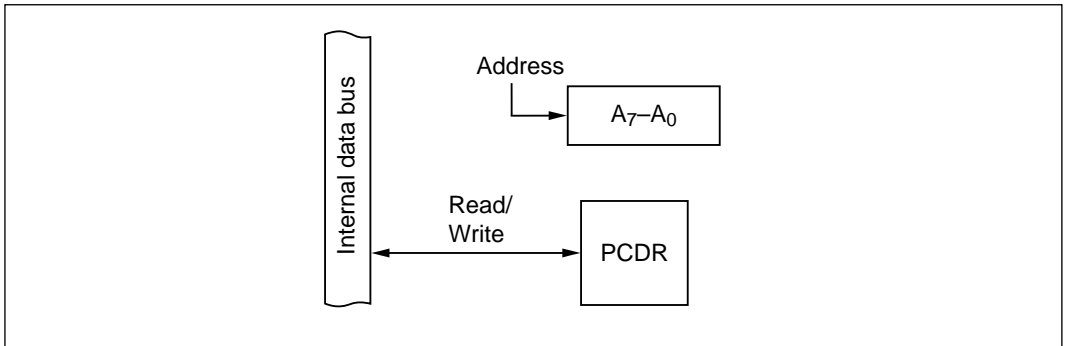 Internal data bus
Address
A7–A0
Read/
Write
PCDR